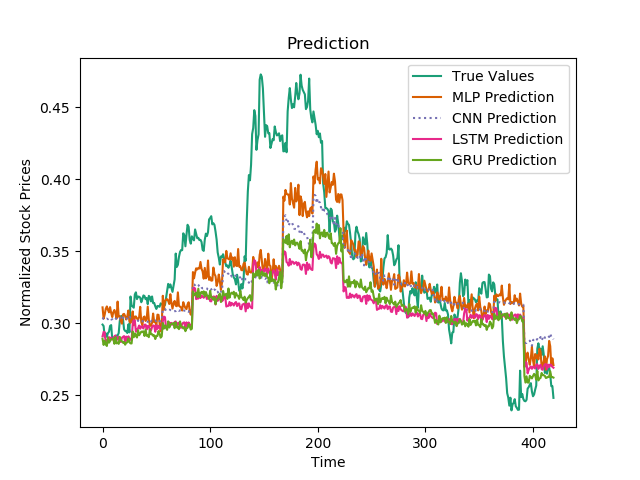 Prediction
True Values
MLP Prediction
CNN Prediction
LSTM Prediction
GRU Prediction
Normalized Stock Prices
0.45
0.40
0.35
0.30
0.25
0 100 200 300 400
Time